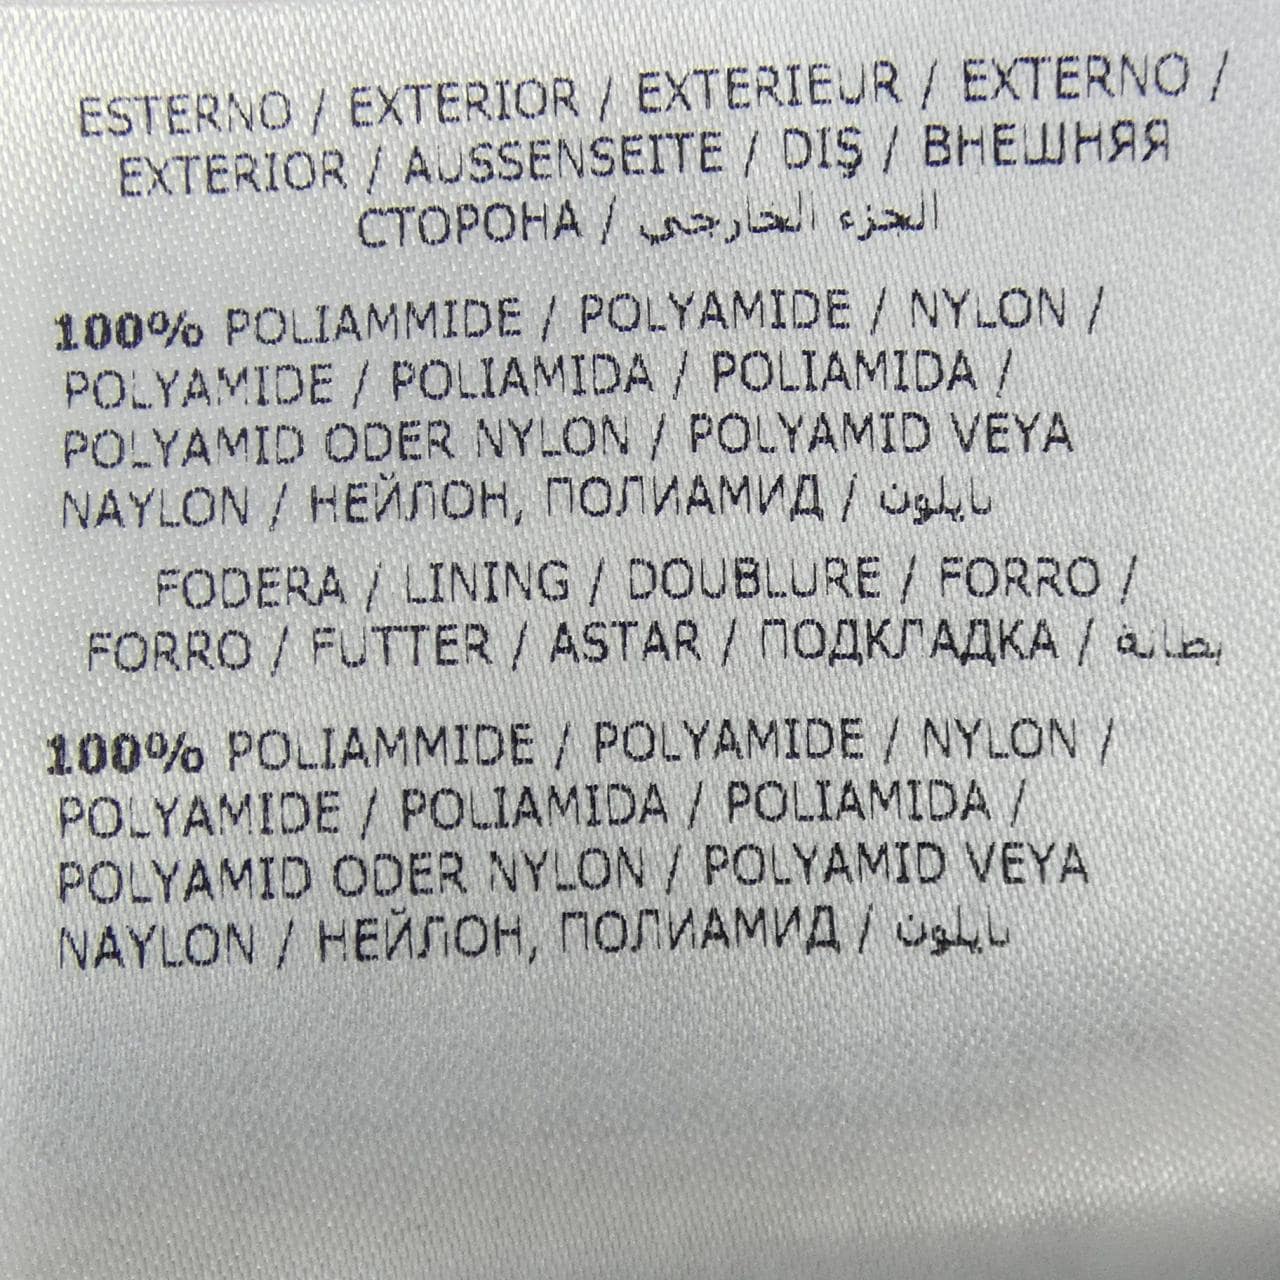 ESTERNO / EXTERIOR / EXTERIEUR / EXTERNO /
EXTERIOR / AUSSENSEITE / DIŞ / ВНЕШНЯЯ
СТОРОНА / الجزء الخارجي
100% POLIAMMIDE / POLYAMIDE / NYLON /
POLYAMIDE / POLIAMIDA / POLIAMIDA /
POLYAMID ODER NYLON / POLYAMID VEYA
NAYLON / НЕЙЛОН, ПОЛИАМИД / نايلون
FODERA / LINING / DOUBLURE / FORRO /
FORRO / FUTTER / ASTAR / ПОДКЛАДКА / بطانة
100% POLIAMMIDE / POLYAMIDE / NYLON /
POLYAMIDE / POLIAMIDA / POLIAMIDA /
POLYAMID ODER NYLON / POLYAMID VEYA
NAYLON / НЕЙЛОН, ПОЛИАМИД / نايلون